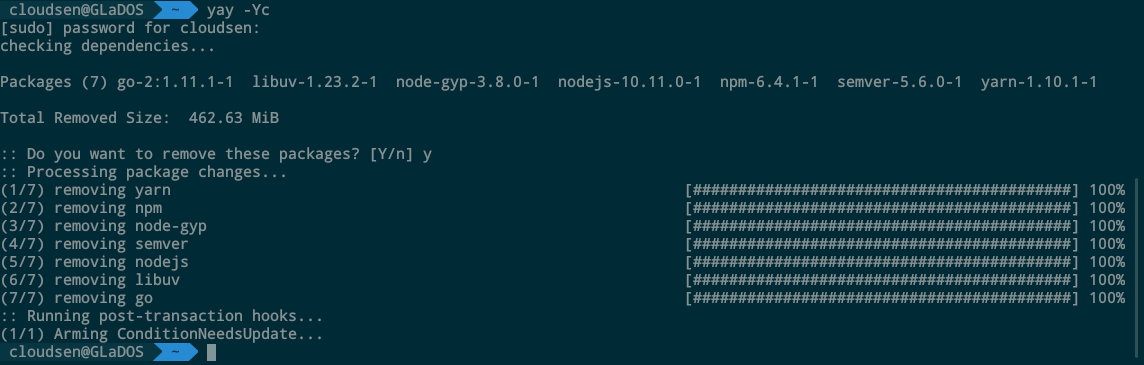 cloudsen@GLaDOS ~ yay -Yc
[sudo] password for cloudsen:
checking dependencies...
Packages (7) go-2:1.11.1-1  libuv-1.23.2-1  node-gyp-3.8.0-1  nodejs-10.11.0-1  npm-6.4.1-1  semver-5.6.0-1  yarn-1.10.1-1
Total Removed Size:  462.63 MiB
:: Do you want to remove these packages? [Y/n] y
:: Processing package changes...
(1/7) removing yarn [##########################################] 100%
(2/7) removing npm [##########################################] 100%
(3/7) removing node-gyp [##########################################] 100%
(4/7) removing semver [##########################################] 100%
(5/7) removing nodejs [##########################################] 100%
(6/7) removing libuv [##########################################] 100%
(7/7) removing go [##########################################] 100%
:: Running post-transaction hooks...
(1/1) Arming ConditionNeedsUpdate...
cloudsen@GLaDOS ~